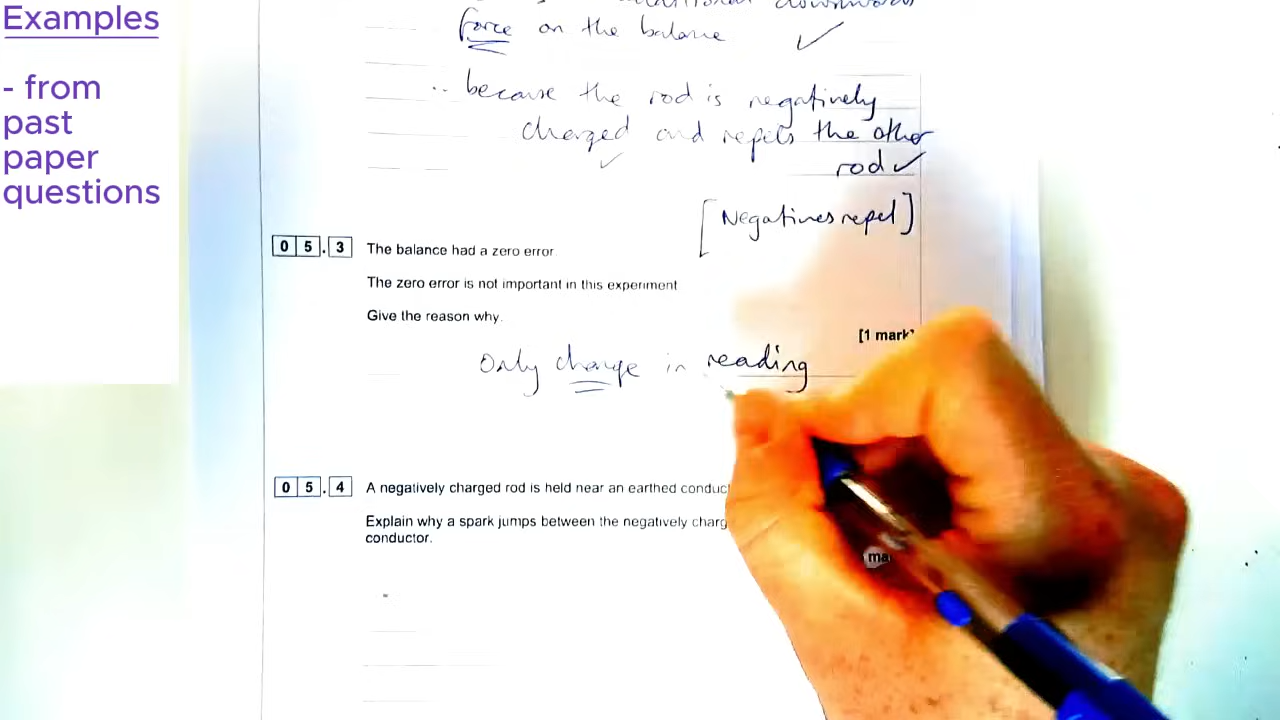 Examples
- from
past
paper
questions
force on the balance ✓
.. because the rod is negatively
charged and repels the other
✓ rod ✓
[Negatives repel]
0 5 . 3 The balance had a zero error
The zero error is not important in this experiment
Give the reason why.
[1 mark]
Only change in reading
0 5 . 4 A negatively charged rod is held near an earthed conduc
Explain why a spark jumps between the negatively charg
conductor.
ma